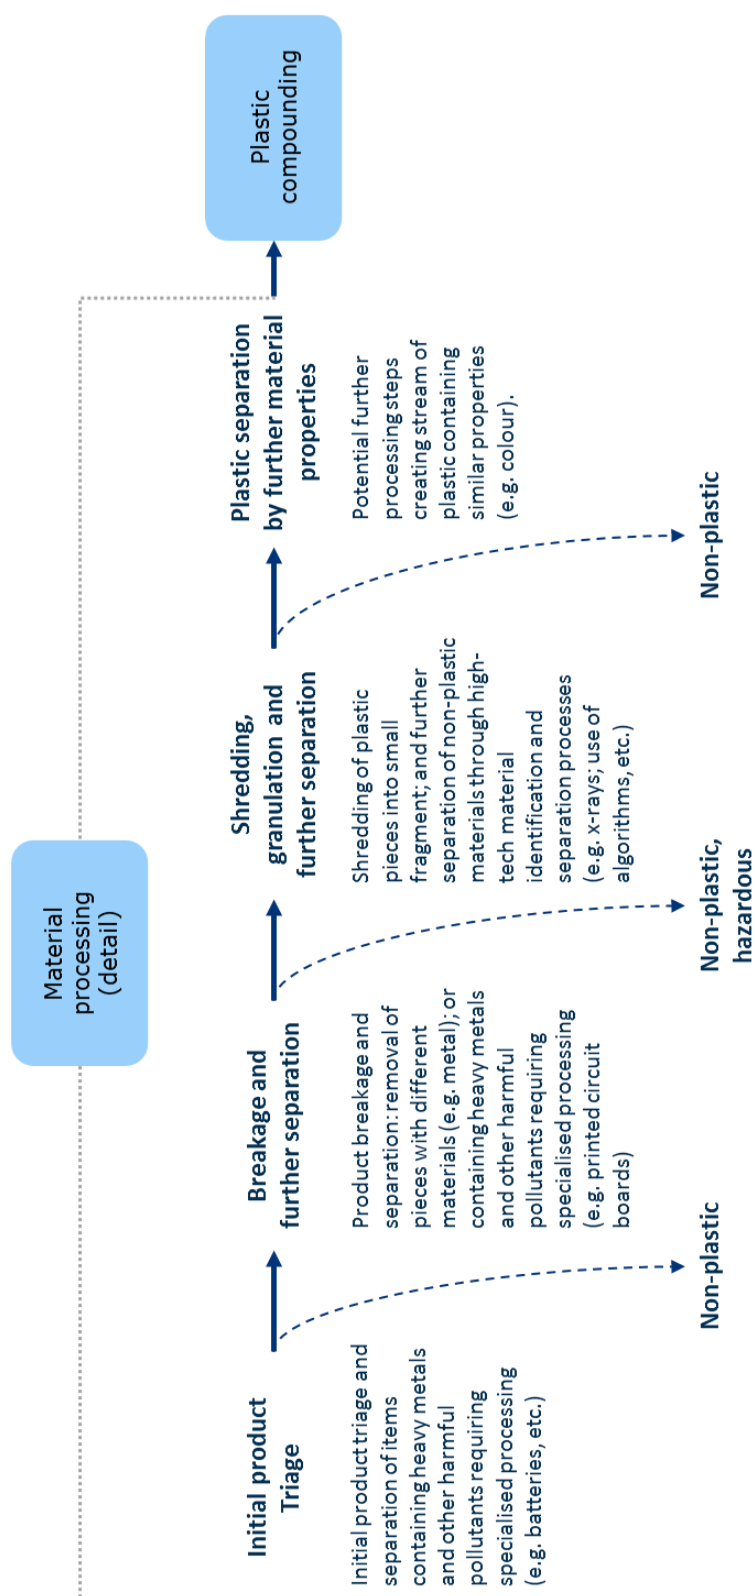 Material
processing
(detail)
Plastic
compounding
Initial product
Triage
Initial product triage and
separation of items
containing heavy metals
and other harmful
pollutants requiring
specialised processing
(e.g. batteries, etc.)
Non-plastic
Breakage and
further separation
Product breakage and
separation: removal of
pieces with different
materials (e.g. metal); or
containing heavy metals
and other harmful
pollutants requiring
specialised processing
(e.g. printed circuit
boards)
Non-plastic,
hazardous
Shredding,
granulation and
further separation
Shredding of plastic
pieces into small
fragment; and further
separation of non-plastic
materials through high-
tech material
identification and
separation processes
(e.g. x-rays; use of
algorithms, etc.)
Non-plastic
Plastic separation
by further material
properties
Potential further
processing steps
creating stream of
plastic containing
similar properties
(e.g. colour).